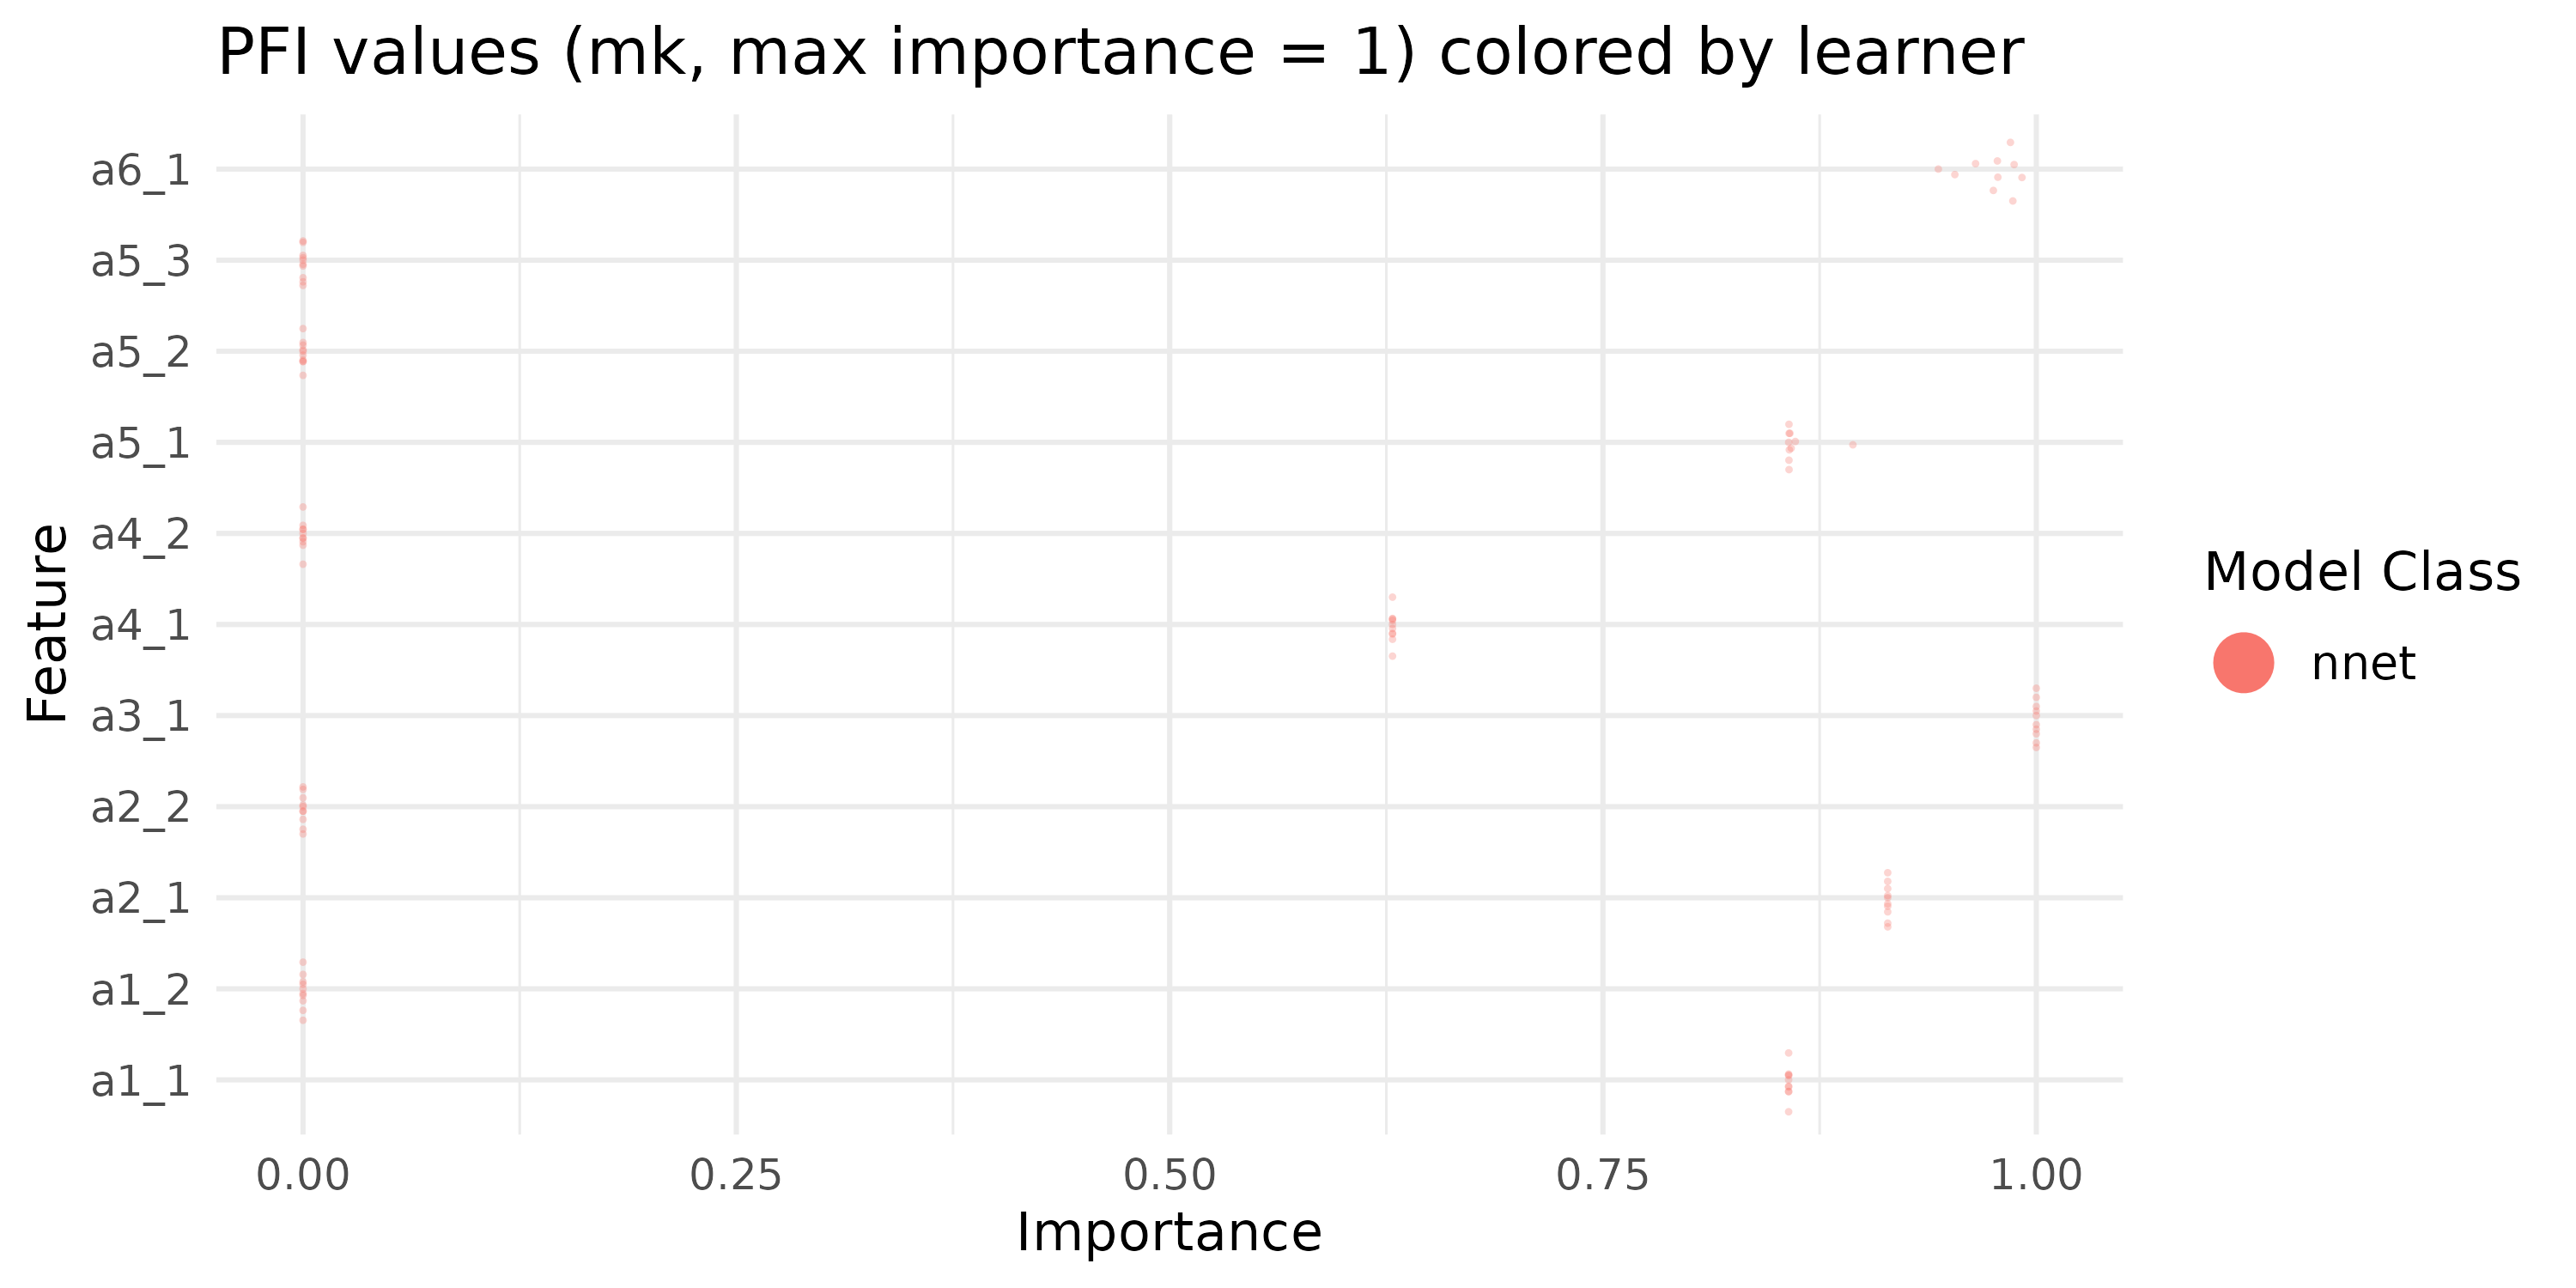 PFI values (mk, max importance = 1) colored by learner
Feature
a6_1
a5_3
a5_2
a5_1
a4_2
a4_1
a3_1
a2_2
a2_1
a1_2
a1_1
0.00 0.25 0.50 0.75 1.00
Importance
Model Class
nnet